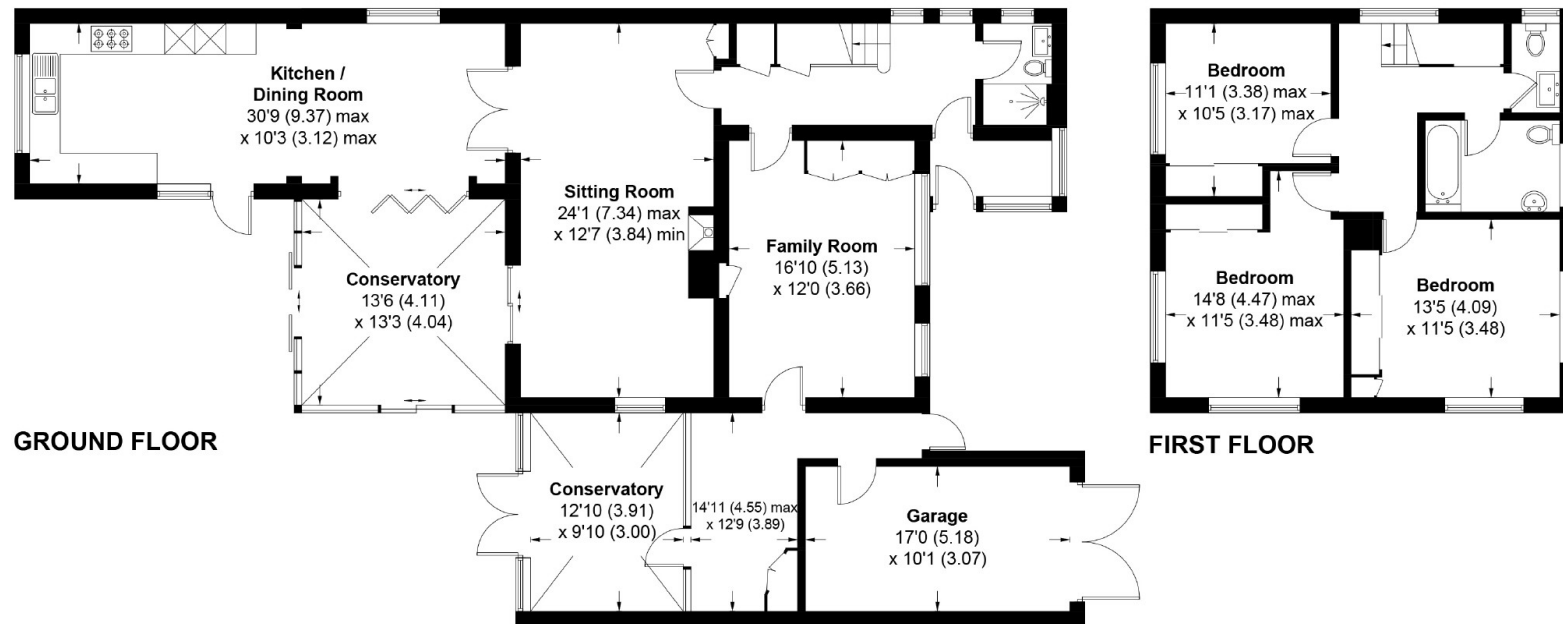 Kitchen /
Dining Room
30'9 (9.37) max
x 10'3 (3.12) max
Sitting Room
24'1 (7.34) max
x 12'7 (3.84) min
Family Room
16'10 (5.13)
x 12'0 (3.66)
Conservatory
13'6 (4.11)
x 13'3 (4.04)
GROUND FLOOR
Conservatory
12'10 (3.91)
x 9'10 (3.00)
14'11 (4.55) max
x 12'9 (3.89)
Garage
17'0 (5.18)
x 10'1 (3.07)
Bedroom
11'1 (3.38) max
x 10'5 (3.17) max
Bedroom
14'8 (4.47) max
x 11'5 (3.48) max
Bedroom
13'5 (4.09)
x 11'5 (3.48)
FIRST FLOOR